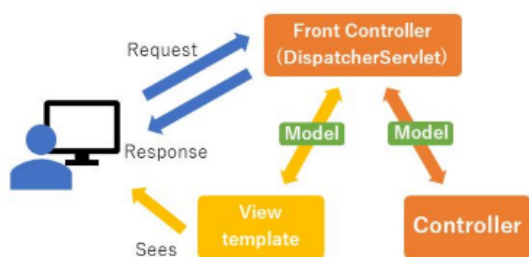 Front Controller
(DispatcherServlet)
Request
Response
Model
Model
View
template
Controller
Sees